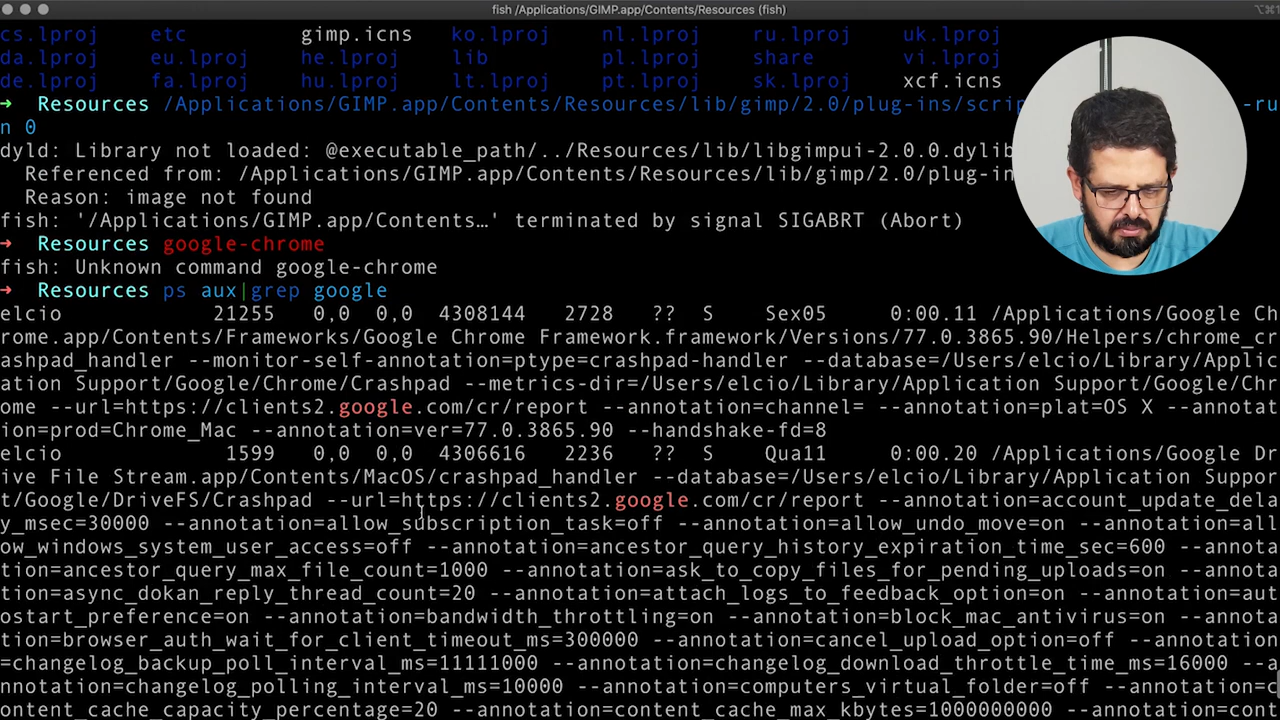 fish /Applications/GIMP.app/Contents/Resources (fish)
cs.lproj etc gimp.icns ko.lproj nl.lproj ru.lproj uk.lproj
da.lproj eu.lproj he.lproj lib pl.lproj share vi.lproj
de.lproj fa.lproj hu.lproj lt.lproj pt.lproj sk.lproj xcf.icns
➜ Resources /Applications/GIMP.app/Contents/Resources/lib/gimp/2.0/plug-ins/scrip -ru
n 0
dyld: Library not loaded: @executable_path/../Resources/lib/libgimpui-2.0.0.dylib
Referenced from: /Applications/GIMP.app/Contents/Resources/lib/gimp/2.0/plug-in
Reason: image not found
fish: '/Applications/GIMP.app/Contents…' terminated by signal SIGABRT (Abort)
➜ Resources google-chrome
fish: Unknown command google-chrome
➜ Resources ps aux|grep google
elcio 21255 0,0 0,0 4308144 2728 ?? S Sex05 0:00.11 /Applications/Google Ch
rome.app/Contents/Frameworks/Google Chrome Framework.framework/Versions/77.0.3865.90/Helpers/chrome_cr
ashpad_handler --monitor-self-annotation=ptype=crashpad-handler --database=/Users/elcio/Library/Applic
ation Support/Google/Chrome/Crashpad --metrics-dir=/Users/elcio/Library/Application Support/Google/Chr
ome --url=https://clients2.google.com/cr/report --annotation=channel= --annotation=plat=OS X --annotat
ion=prod=Chrome_Mac --annotation=ver=77.0.3865.90 --handshake-fd=8
elcio 1599 0,0 0,0 4306616 2236 ?? S Qua11 0:00.20 /Applications/Google Dr
ive File Stream.app/Contents/MacOS/crashpad_handler --database=/Users/elcio/Library/Application Suppor
t/Google/DriveFS/Crashpad --url=https://clients2.google.com/cr/report --annotation=account_update_dela
y_msec=30000 --annotation=allow_subscription_task=off --annotation=allow_undo_move=on --annotation=all
ow_windows_system_user_access=off --annotation=ancestor_query_history_expiration_time_sec=600 --annota
tion=ancestor_query_max_file_count=1000 --annotation=ask_to_copy_files_for_pending_uploads=on --annota
tion=async_dokan_reply_thread_count=20 --annotation=attach_logs_to_feedback_option=on --annotation=aut
ostart_preference=on --annotation=bandwidth_throttling=on --annotation=block_mac_antivirus=on --annota
tion=browser_auth_wait_for_client_timeout_ms=300000 --annotation=cancel_upload_option=off --annotation
=changelog_backup_poll_interval_ms=11111000 --annotation=changelog_download_throttle_time_ms=16000 --a
nnotation=changelog_polling_interval_ms=10000 --annotation=computers_virtual_folder=off --annotation=c
ontent_cache_capacity_percentage=20 --annotation=content_cache_max_kbytes=1000000000 --annotation=cont